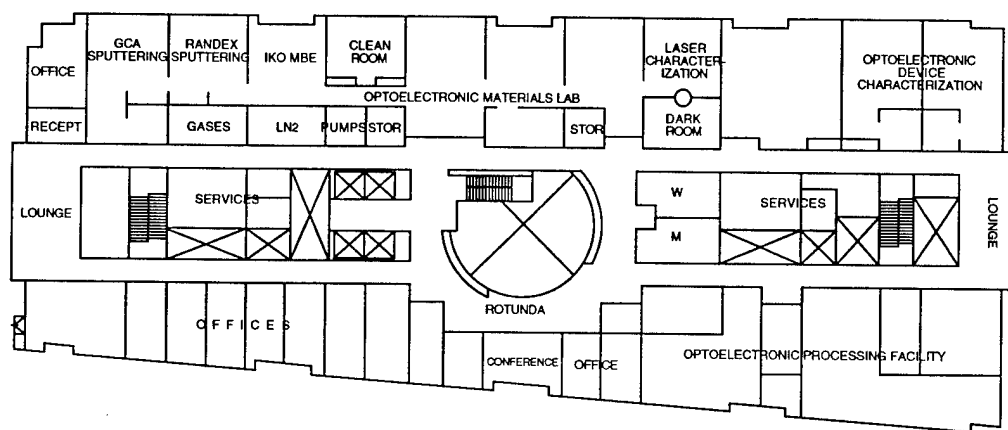 GCA
SPUTTERING
RANDEX
SPUTTERING
IKO MBE
CLEAN
ROOM
LASER
CHARACTER-
IZATION
OPTOELECTRONIC
DEVICE
CHARACTERIZATION
OFFICE
OPTOELECTRONIC MATERIALS LAB
RECEPT
GASES
LN2
PUMPS
STOR
STOR
DARK
ROOM
LOUNGE
SERVICES
W
M
SERVICES
LOUNGE
ROTUNDA
OFFICES
CONFERENCE
OFFICE
OPTOELECTRONIC PROCESSING FACILITY